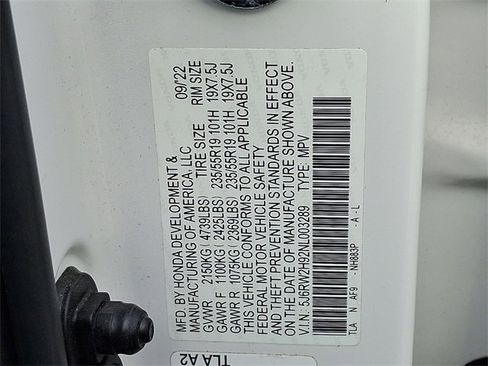 MFD. BY HONDA DEVELOPMENT & 09/22
MANUFACTURING OF AMERICA, LLC
TIRE SIZE RIM SIZE
GVWR 2150KG( 4739LBS)
GAWR F 1100KG( 2425LBS) 235/55R19 101H 19X7.5J
GAWR R 1075KG( 2369LBS) 235/55R19 101H 19X7.5J
THIS VEHICLE CONFORMS TO ALL APPLICABLE
FEDERAL MOTOR VEHICLE SAFETY
AND THEFT PREVENTION STANDARDS IN EFFECT
ON THE DATE OF MANUFACTURE SHOWN ABOVE.
V.I.N.: 5J8RW2H92NL003289 TYPE: MPV
TLA N AF9 -NH883P -A-L
TLA A2